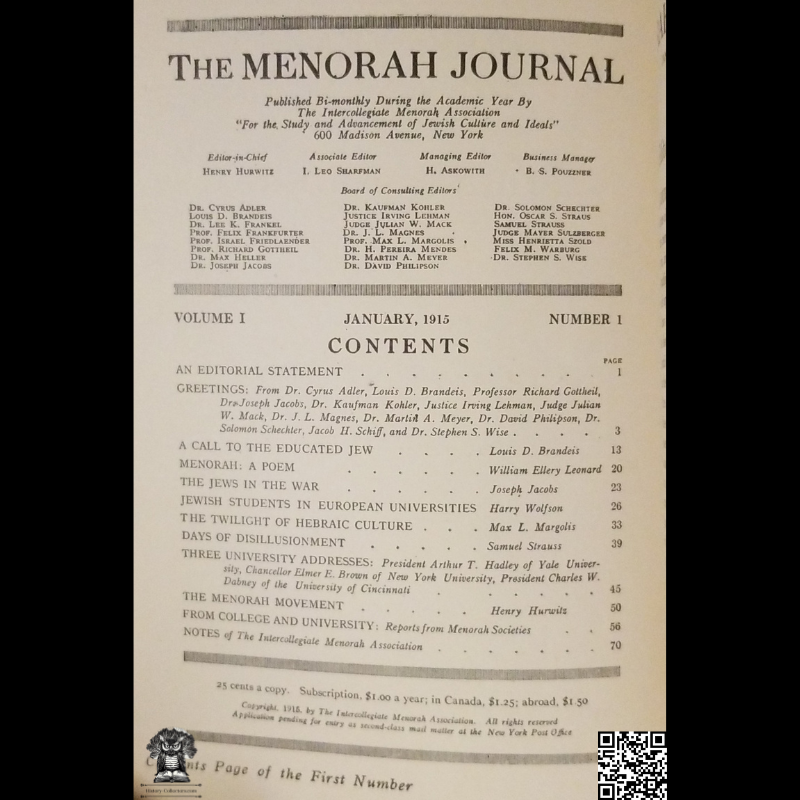 THE MENORAH JOURNAL
Published Bi-monthly During the Academic Year By
The Intercollegiate Menorah Association
"For the Study and Advancement of Jewish Culture and Ideals"
600 Madison Avenue, New York
Editor-in-Chief Associate Editor Managing Editor Business Manager
HENRY HURWITZ I. LEO SHARFMAN H. ASKOWITH B. S. POUZZNER
Board of Consulting Editors
DR. CYRUS ADLER DR. KAUFMAN KOHLER DR. SOLOMON SCHECHTER
LOUIS D. BRANDEIS JUSTICE IRVING LEHMAN HON. OSCAR S. STRAUS
DR. LEE K. FRANKEL JUDGE JULIAN W. MACK SAMUEL STRAUSS
PROF. FELIX FRANKFURTER DR. J. L. MAGNES JUDGE MAYER SULZBERGER
PROF. ISRAEL FRIEDLAENDER PROF. MAX L. MARGOLIS MISS HENRIETTA SZOLD
PROF. RICHARD GOTTHEIL DR. H. PEREIRA MENDES FELIX M. WARBURG
DR. MAX HELLER DR. MARTIN A. MEYER DR. STEPHEN S. WISE
DR. JOSEPH JACOBS DR. DAVID PHILIPSON
VOLUME I JANUARY, 1915 NUMBER 1
CONTENTS
PAGE
AN EDITORIAL STATEMENT . . . . . . . . . 1
GREETINGS: From Dr. Cyrus Adler, Louis D. Brandeis, Professor Richard Gottheil,
Dr. Joseph Jacobs, Dr. Kaufman Kohler, Justice Irving Lehman, Judge Julian
W. Mack, Dr. J. L. Magnes, Dr. Martin A. Meyer, Dr. David Philipson, Dr.
Solomon Schechter, Jacob H. Schiff, and Dr. Stephen S. Wise . . . . . 3
A CALL TO THE EDUCATED JEW . . . . Louis D. Brandeis 13
MENORAH: A POEM . . . . . . William Ellery Leonard 20
THE JEWS IN THE WAR . . . . . . Joseph Jacobs 23
JEWISH STUDENTS IN EUROPEAN UNIVERSITIES Harry Wolfson 26
THE TWILIGHT OF HEBRAIC CULTURE . . . Max L. Margolis 33
DAYS OF DISILLUSIONMENT . . . . . Samuel Strauss 39
THREE UNIVERSITY ADDRESSES: President Arthur T. Hadley of Yale Univer-
sity, Chancellor Elmer E. Brown of New York University, President Charles W.
Dabney of the University of Cincinnati . . . . . . 45
THE MENORAH MOVEMENT . . . . . Henry Hurwitz 50
FROM COLLEGE AND UNIVERSITY: Reports from Menorah Societies . . 56
NOTES of The Intercollegiate Menorah Association . . . . . . 70
25 cents a copy. Subscription, $1.00 a year; in Canada, $1.25; abroad, $1.50
Copyright, 1915, by The Intercollegiate Menorah Association. All rights reserved
Application pending for entry as second-class mail matter at the New York Post Office
nts Page of the First Number